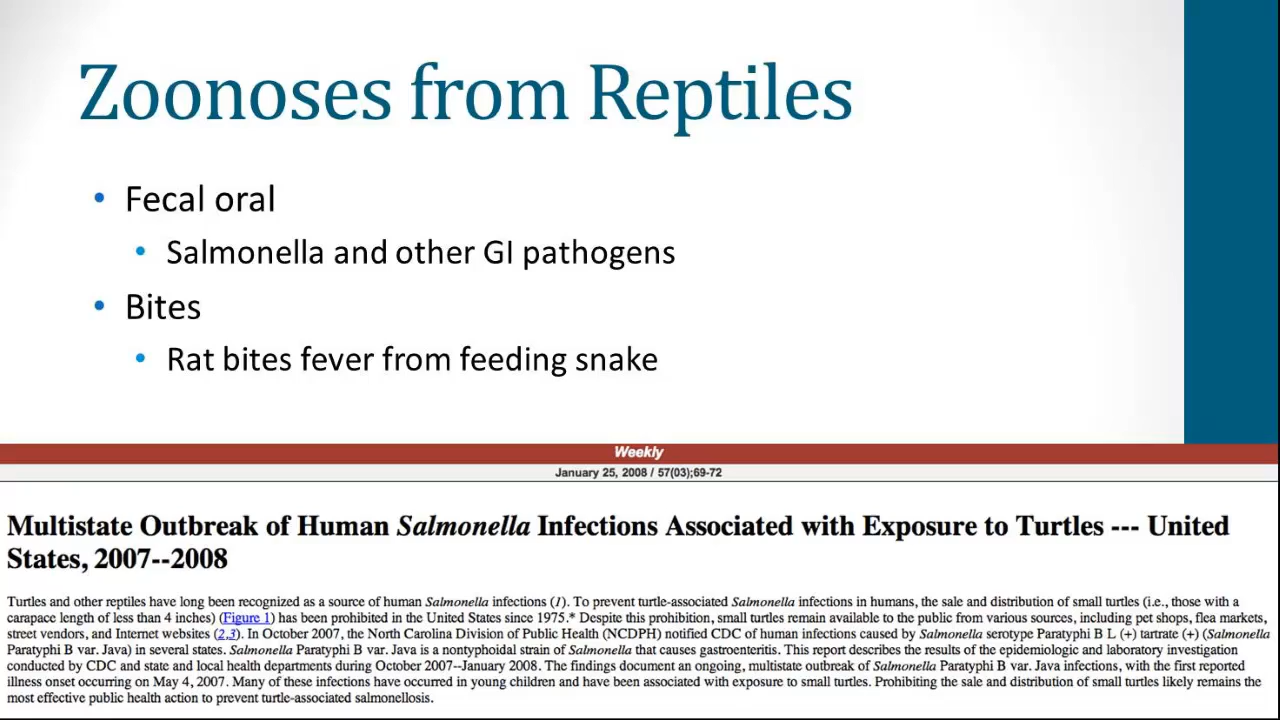 Zoonoses from Reptiles
• Fecal oral
• Salmonella and other GI pathogens
• Bites
• Rat bites fever from feeding snake
Weekly
January 25, 2008 / 57(03);69-72
Multistate Outbreak of Human Salmonella Infections Associated with Exposure to Turtles --- United
States, 2007--2008
Turtles and other reptiles have long been recognized as a source of human Salmonella infections (1). To prevent turtle-associated Salmonella infections in humans, the sale and distribution of small turtles (i.e., those with a
carapace length of less than 4 inches) (Figure 1) has been prohibited in the United States since 1975.* Despite this prohibition, small turtles remain available to the public from various sources, including pet shops, flea markets,
street vendors, and Internet websites (2,3). In October 2007, the North Carolina Division of Public Health (NCDPH) notified CDC of human infections caused by Salmonella serotype Paratyphi B L (+) tartrate (+) (Salmonella
Paratyphi B var. Java) in several states. Salmonella Paratyphi B var. Java is a nontyphoidal strain of Salmonella that causes gastroenteritis. This report describes the results of the epidemiologic and laboratory investigation
conducted by CDC and state and local health departments during October 2007--January 2008. The findings document an ongoing, multistate outbreak of Salmonella Paratyphi B var. Java infections, with the first reported
illness onset occurring on May 4, 2007. Many of these infections have occurred in young children and have been associated with exposure to small turtles. Prohibiting the sale and distribution of small turtles likely remains the
most effective public health action to prevent turtle-associated salmonellosis.